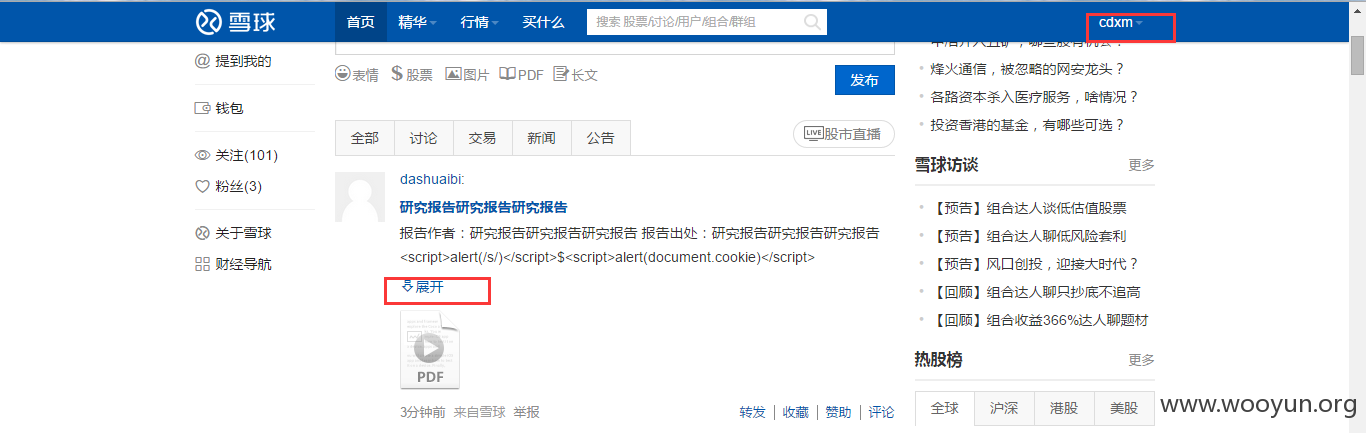 雪球 首页 精华 行情 买什么 搜索 股票/讨论/用户/组合/群组 cdxm
@ 提到我的
钱包
关注(101)
粉丝(3)
关于雪球
财经导航
表情 $ 股票 图片 PDF 长文
发布
全部 讨论 交易 新闻 公告
LIVE 股市直播
dashuaibi:
研究报告研究报告研究报告
报告作者：研究报告研究报告研究报告 报告出处：研究报告研究报告研究报告
<script>alert(/s/)</script>$<script>alert(document.cookie)</script>
展开
PDF
3分钟前 来自雪球 举报
转发 | 收藏 | 赞助 | 评论
烽火通信，被忽略的网安龙头？
各路资本杀入医疗服务，啥情况？
投资香港的基金，有哪些可选？
雪球访谈 更多
【预告】组合达人谈低估值股票
【预告】组合达人聊低风险套利
【预告】风口创投，迎接大时代？
【回顾】组合达人聊只抄底不追高
【回顾】组合收益366%达人聊题材
热股榜 更多
全球 沪深 港股 美股
www.wooyun.org